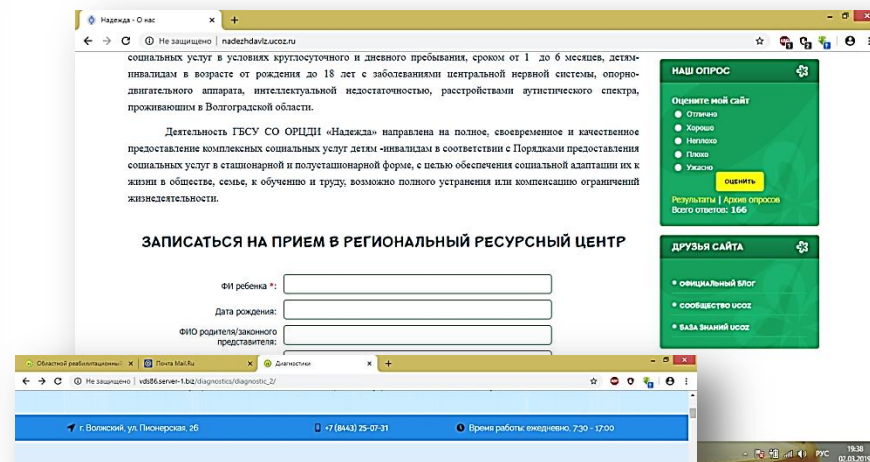 Надежда - О нас
Не защищено | nadezhdavlz.ucoz.ru
социальных услуг в условиях круглосуточного и дневного пребывания, сроком от 1 до 6 месяцев, детям-
инвалидам в возрасте от рождения до 18 лет с заболеваниями центральной нервной системы, опорно-
двигательного аппарата, интеллектуальной недостаточностью, расстройствами аутистического спектра,
проживающим в Волгоградской области.
Деятельность ГБСУ СО ОРЦДИ «Надежда» направлена на полное, своевременное и качественное
предоставление комплексных социальных услуг детям -инвалидам в соответствии с Порядками предоставления
социальных услуг в стационарной и полустационарной форме, с целью обеспечения социальной адаптации их к
жизни в обществе, семье, к обучению и труду, возможно полного устранения или компенсацию ограничений
жизнедеятельности.
ЗАПИСАТЬСЯ НА ПРИЕМ В РЕГИОНАЛЬНЫЙ РЕСУРСНЫЙ ЦЕНТР
ФИ ребенка *:
Дата рождения:
ФИО родителя/законного
представителя:
НАШ ОПРОС
Оцените мой сайт
Отлично
Хорошо
Неплохо
Плохо
Ужасно
ОЦЕНИТЬ
Результаты | Архив опросов
Всего ответов: 166
ДРУЗЬЯ САЙТА
ОФИЦИАЛЬНЫЙ БЛОГ
СООБЩЕСТВО UCOZ
БАЗА ЗНАНИЙ UCOZ
Областной реабилитационный
Почта Mail.Ru
Диагностики
Не защищено | vds86.server-1.biz/diagnostics/diagnostic_2/
г. Волжский, ул. Пионерская, 26
+7 (8443) 25-07-31
Время работы: ежедневно, 7:30 - 17:00
РУС
19:38
02.03.2019